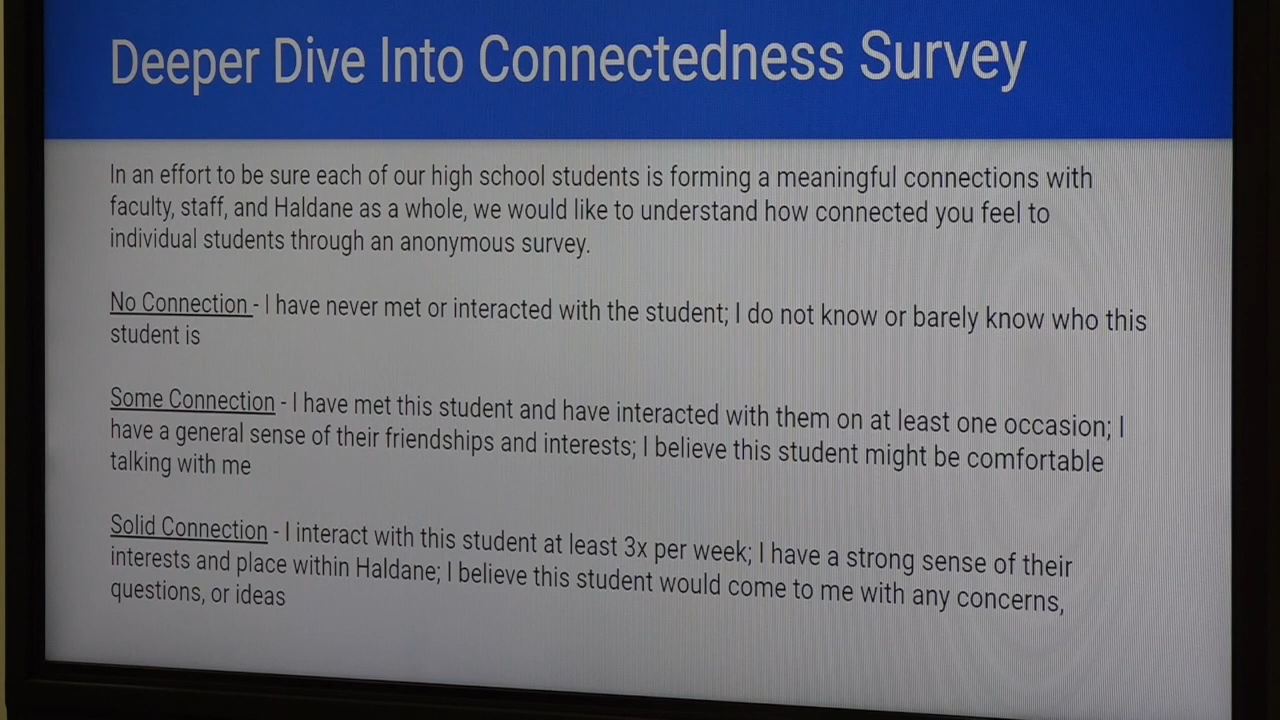 Deeper Dive Into Connectedness Survey
In an effort to be sure each of our high school students is forming a meaningful connections with
faculty, staff, and Haldane as a whole, we would like to understand how connected you feel to
individual students through an anonymous survey.
No Connection - I have never met or interacted with the student; I do not know or barely know who this
student is
Some Connection - I have met this student and have interacted with them on at least one occasion; I
have a general sense of their friendships and interests; I believe this student might be comfortable
talking with me
Solid Connection - I interact with this student at least 3x per week; I have a strong sense of their
interests and place within Haldane; I believe this student would come to me with any concerns,
questions, or ideas